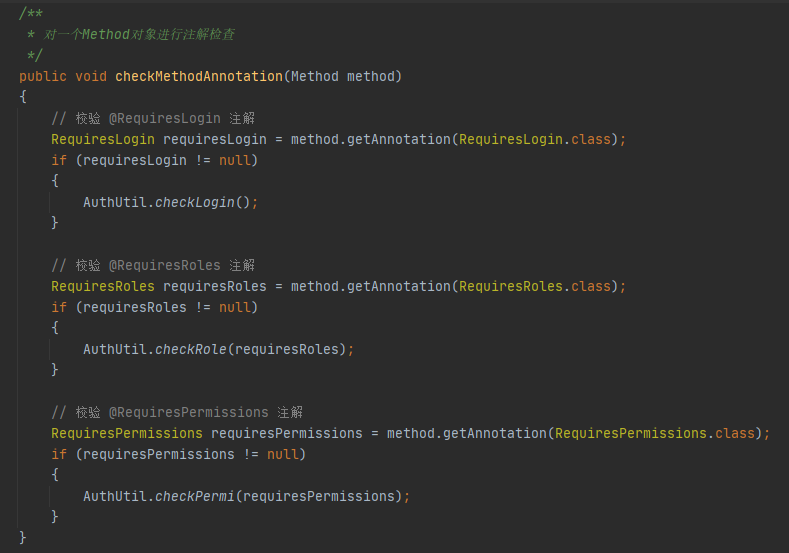 /**
 * 对一个Method对象进行注解检查
 */
public void checkMethodAnnotation(Method method)
{
    // 校验 @RequiresLogin 注解
    RequiresLogin requiresLogin = method.getAnnotation(RequiresLogin.class);
    if (requiresLogin != null)
    {
        AuthUtil.checkLogin();
    }

    // 校验 @RequiresRoles 注解
    RequiresRoles requiresRoles = method.getAnnotation(RequiresRoles.class);
    if (requiresRoles != null)
    {
        AuthUtil.checkRole(requiresRoles);
    }

    // 校验 @RequiresPermissions 注解
    RequiresPermissions requiresPermissions = method.getAnnotation(RequiresPermissions.class);
    if (requiresPermissions != null)
    {
        AuthUtil.checkPermi(requiresPermissions);
    }
}